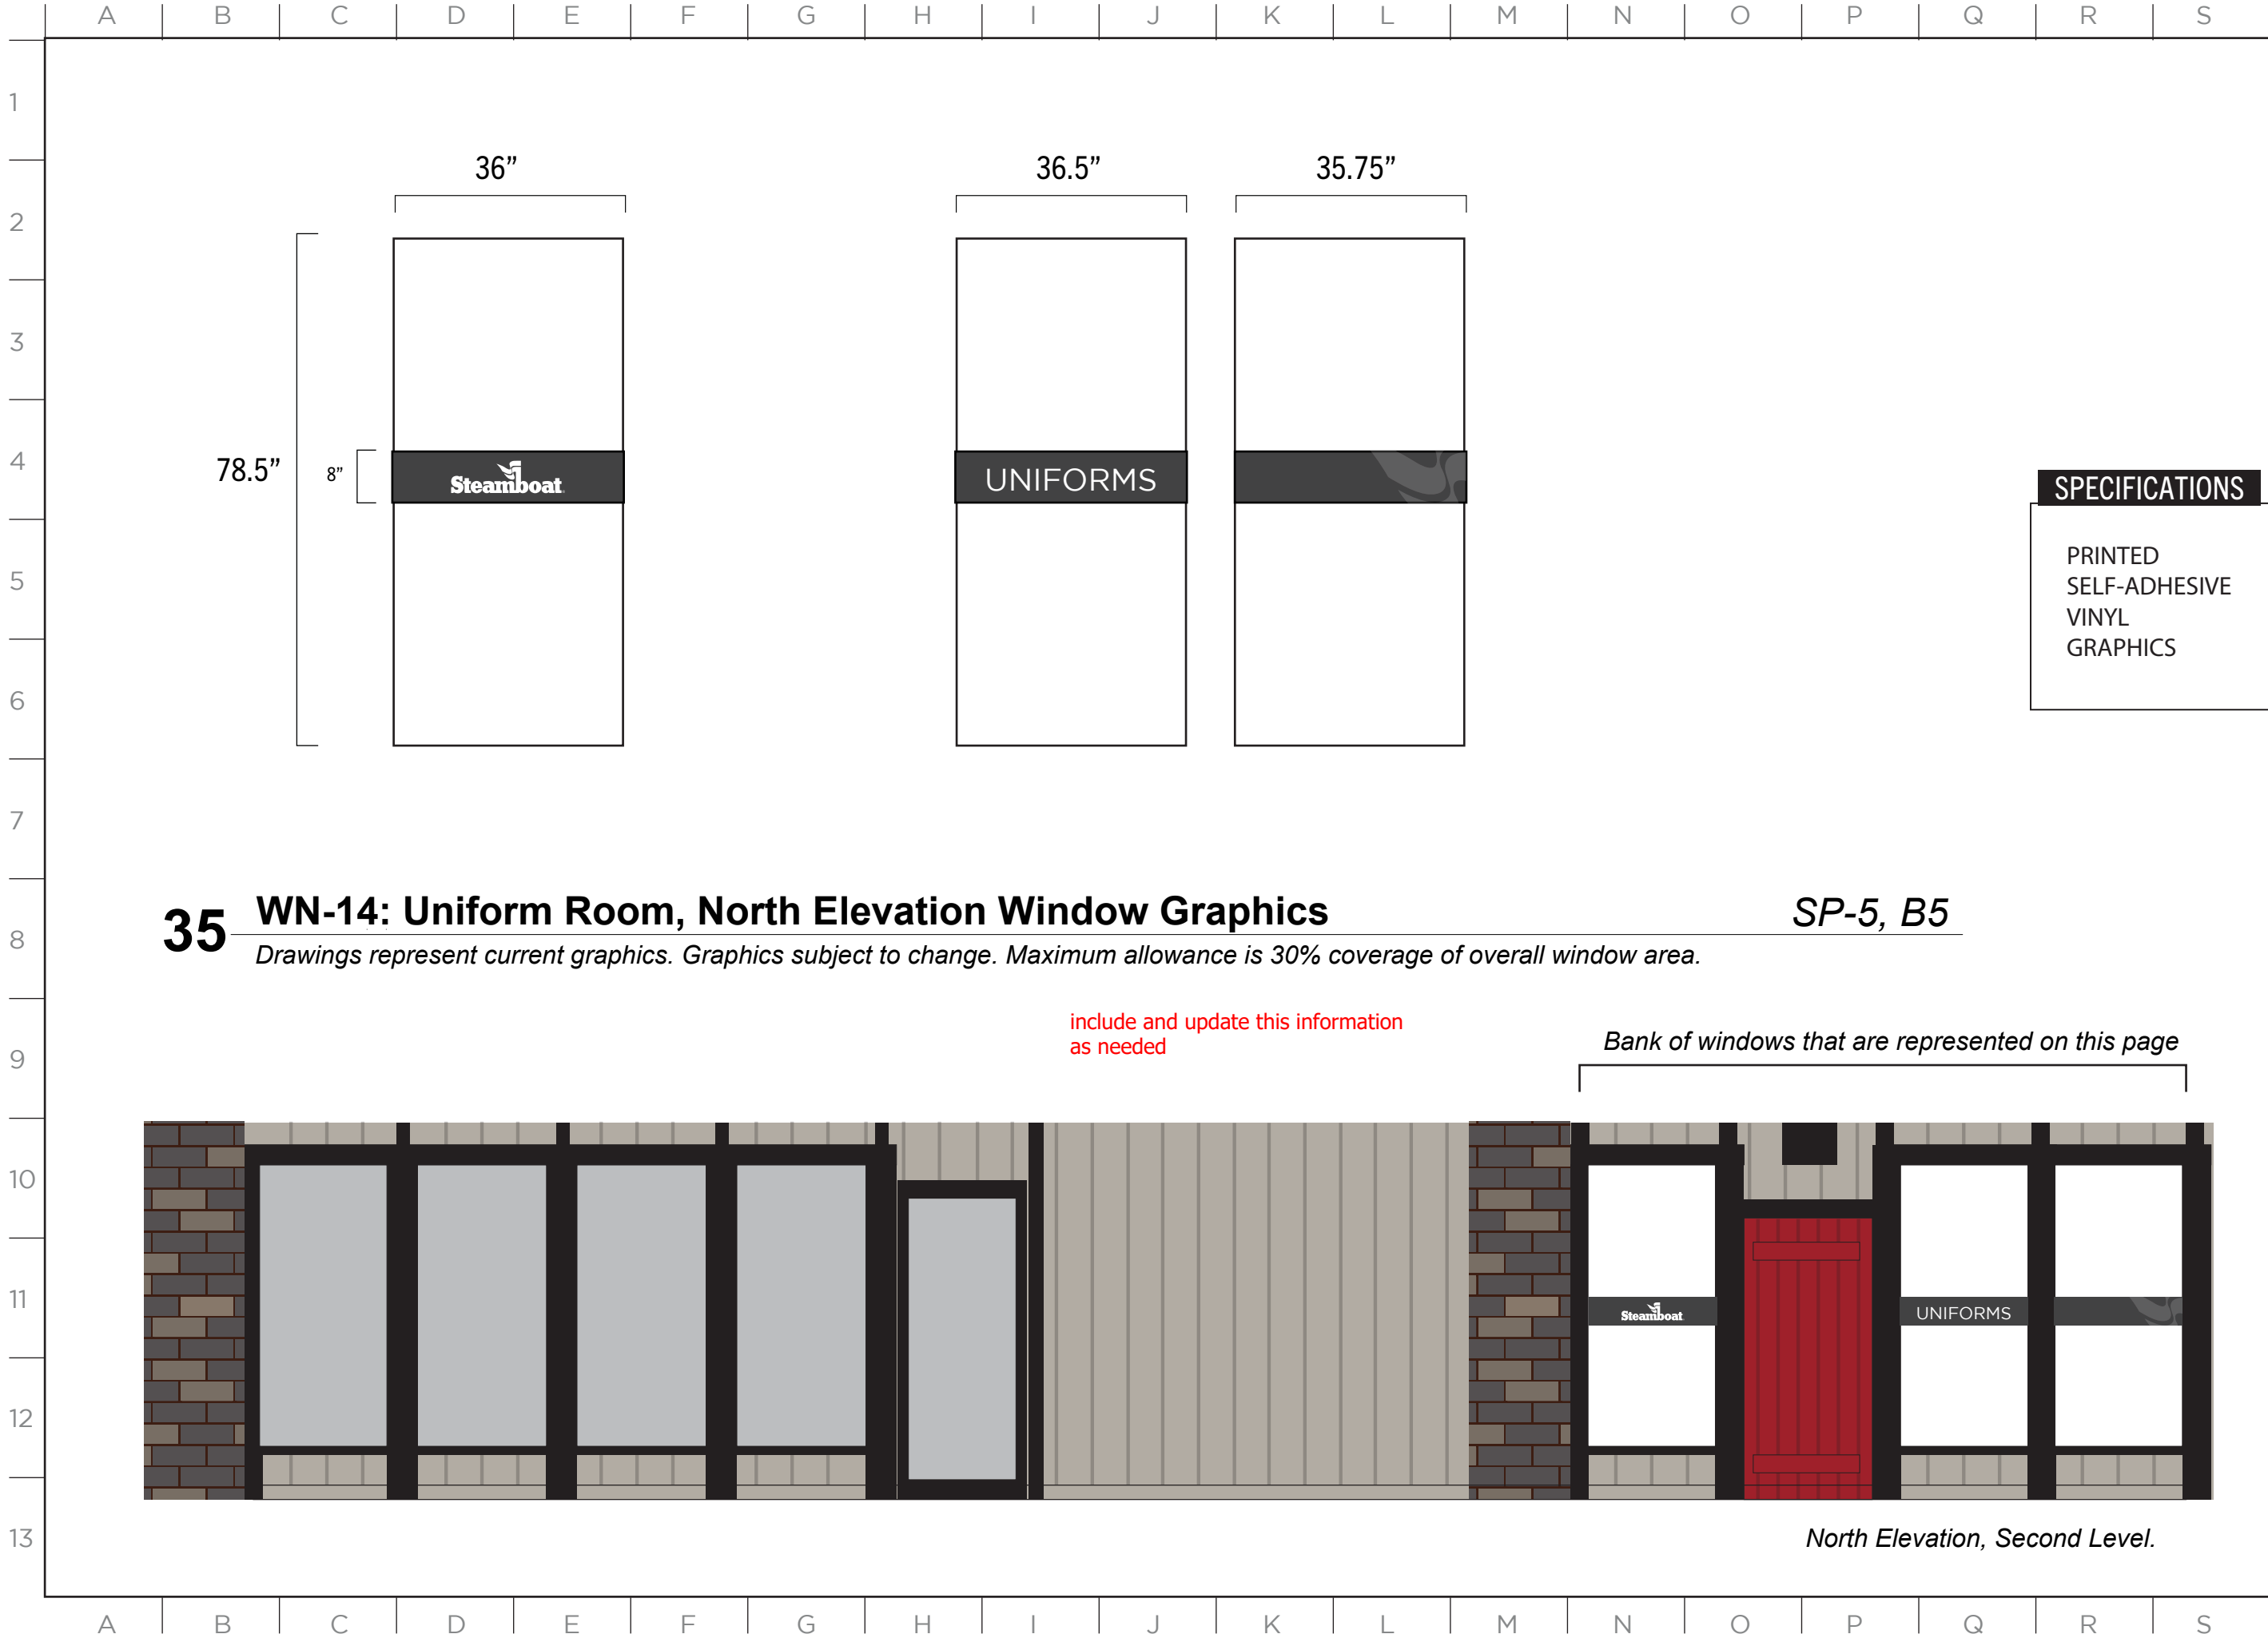 A B C D E F G H I J K L M N O P Q R S
1
36” 36.5” 35.75”
2
3
4
78.5” 8” Steamboat UNIFORMS
SPECIFICATIONS
PRINTED
SELF-ADHESIVE
VINYL
GRAPHICS
5
6
7
8
35 WN-14: Uniform Room, North Elevation Window Graphics SP-5, B5
Drawings represent current graphics. Graphics subject to change. Maximum allowance is 30% coverage of overall window area.
include and update this information
as needed
9
Bank of windows that are represented on this page
10
11
Steamboat UNIFORMS
12
13
North Elevation, Second Level.
A B C D E F G H I J K L M N O P Q R S